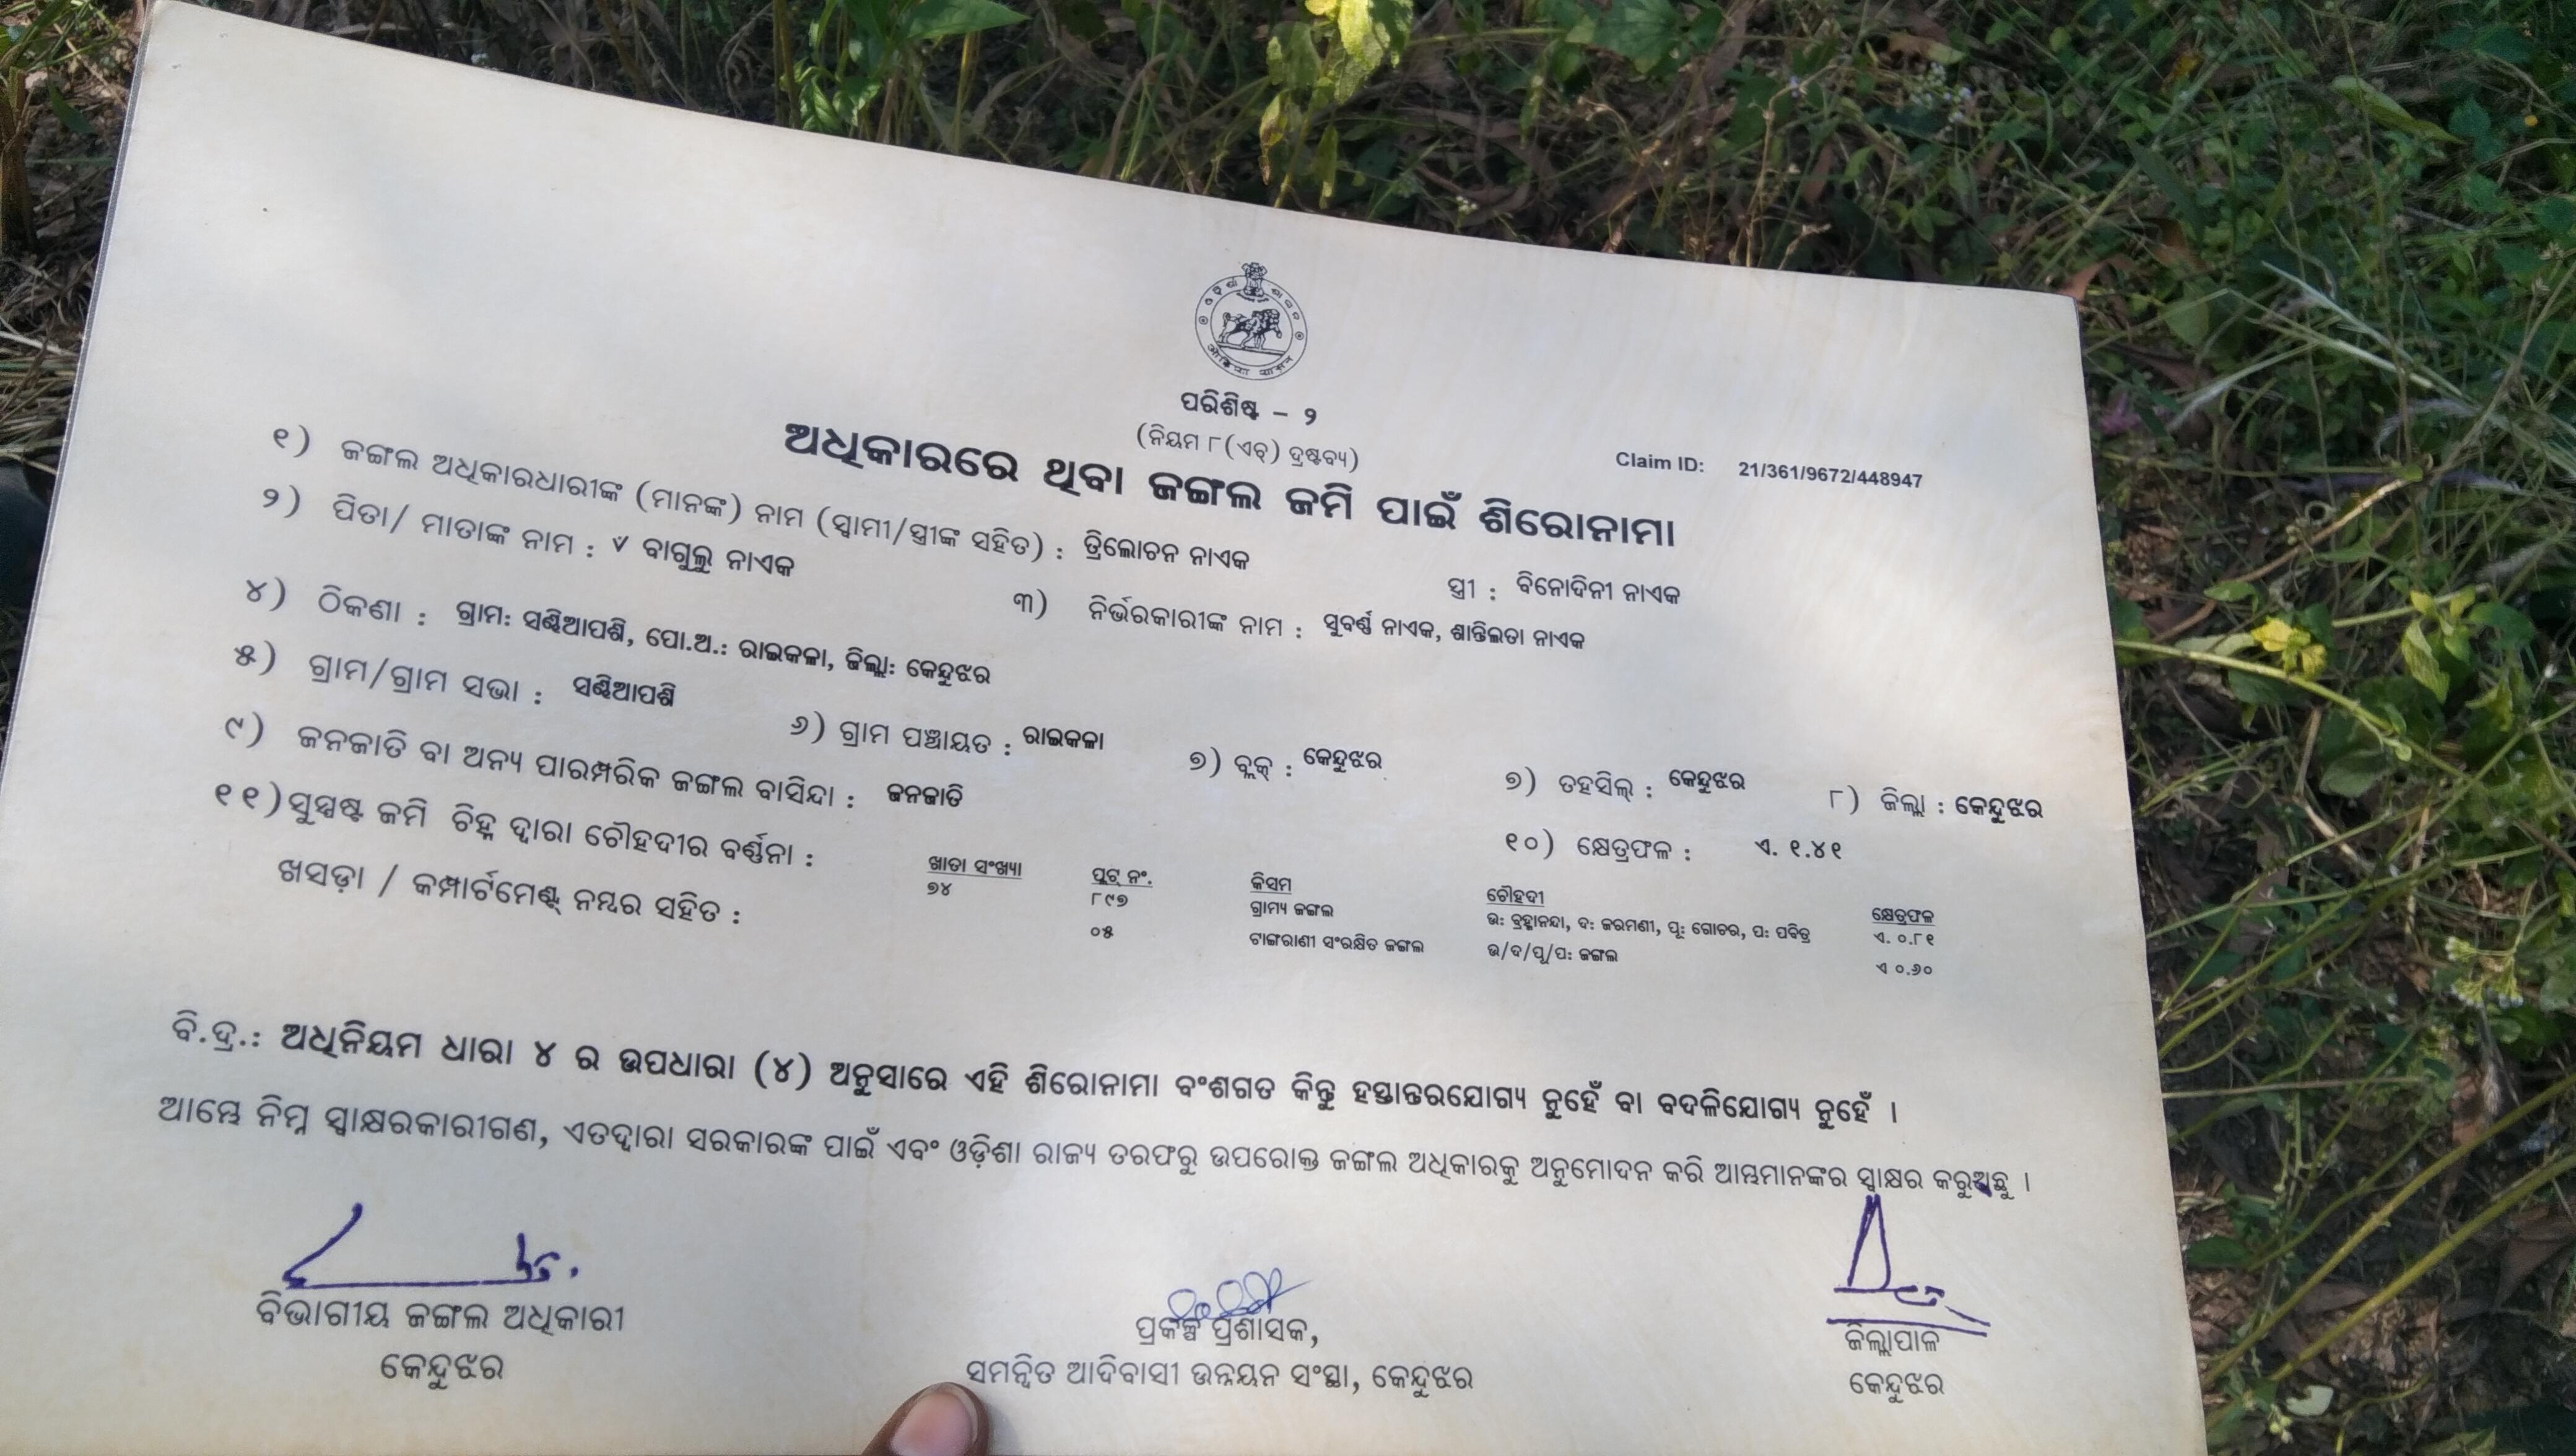 ଓଡ଼ିଶା ଶାସନ
ପରିଶିଷ୍ଟ – ୨
(ନିୟମ ୮(ଏଚ୍) ଦ୍ରଷ୍ଟବ୍ୟ)
Claim ID: 21/361/9672/448947
ଅଧିକାରରେ ଥିବା ଜଙ୍ଗଲ ଜମି ପାଇଁ ଶିରୋନାମା
୧) ଜଙ୍ଗଲ ଅଧିକାରଧାରୀଙ୍କ (ମାନଙ୍କ) ନାମ (ସ୍ୱାମୀ/ସ୍ତ୍ରୀଙ୍କ ସହିତ) : ତ୍ରିଲୋଚନ ନାଏକ ସ୍ତ୍ରୀ : ବିନୋଦିନୀ ନାଏକ
୨) ପିତା/ ମାତାଙ୍କ ନାମ : ✓ ବାଗୁଲୁ ନାଏକ ୩) ନିର୍ଭରକାରୀଙ୍କ ନାମ : ସୁବର୍ଣ୍ଣ ନାଏକ, ଶାନ୍ତିଲତା ନାଏକ
୪) ଠିକଣା : ଗ୍ରାମ: ସଣ୍ଢିଆପଶି, ପୋ.ଅ.: ରାଇକଳା, ଜିଲ୍ଲା: କେନ୍ଦୁଝର
୫) ଗ୍ରାମ/ଗ୍ରାମ ସଭା : ସଣ୍ଢିଆପଶି ୬) ଗ୍ରାମ ପଞ୍ଚାୟତ : ରାଇକଳା ୭) ବ୍ଲକ୍ : କେନ୍ଦୁଝର ୭) ତହସିଲ୍ : କେନ୍ଦୁଝର ୮) ଜିଲ୍ଲା : କେନ୍ଦୁଝର
୯) ଜନଜାତି ବା ଅନ୍ୟ ପାରମ୍ପରିକ ଜଙ୍ଗଲ ବାସିନ୍ଦା : ଜନଜାତି ୧୦) କ୍ଷେତ୍ରଫଳ : ଏ. ୧.୪୧
୧୧) ସୁସ୍ପଷ୍ଟ ଜମି ଚିହ୍ନ ଦ୍ୱାରା ଚୌହଦୀର ବର୍ଣ୍ଣନା :
ଖସଡ଼ା / କମ୍ପାର୍ଟମେଣ୍ଟ୍ ନମ୍ବର ସହିତ :
ଖାତା ସଂଖ୍ୟା ପ୍ଲଟ୍ ନଂ. କିସମ ଚୌହଦୀ କ୍ଷେତ୍ରଫଳ
୭୪ ୮୯୭ ଗ୍ରାମ୍ୟ ଜଙ୍ଗଲ ଉ: ବ୍ରହ୍ମାନନ୍ଦା, ଦ: କରମଣୀ, ପୂ: ଗୋଚର, ପ: ପବିତ୍ର ଏ. ୦.୮୧
୦୫ ଟାଙ୍ଗରାଣୀ ସଂରକ୍ଷିତ ଜଙ୍ଗଲ ଉ/ଦ/ପୂ/ପ: ଜଙ୍ଗଲ ଏ ୦.୬୦
ବି.ଦ୍ର.: ଅଧିନିୟମ ଧାରା ୪ ର ଉପଧାରା (୪) ଅନୁସାରେ ଏହି ଶିରୋନାମା ବଂଶଗତ କିନ୍ତୁ ହସ୍ତାନ୍ତରଯୋଗ୍ୟ ନୁହେଁ ବା ବଦଳିଯୋଗ୍ୟ ନୁହେଁ ।
ଆମ୍ଭେ ନିମ୍ନ ସ୍ୱାକ୍ଷରକାରୀଗଣ, ଏତଦ୍ୱାରା ସରକାରଙ୍କ ପାଇଁ ଏବଂ ଓଡ଼ିଶା ରାଜ୍ୟ ତରଫରୁ ଉପରୋକ୍ତ ଜଙ୍ଗଲ ଅଧିକାରକୁ ଅନୁମୋଦନ କରି ଆମ୍ଭମାନଙ୍କର ସ୍ୱାକ୍ଷର କରୁଅଛୁ ।
ବିଭାଗୀୟ ଜଙ୍ଗଲ ଅଧିକାରୀ
କେନ୍ଦୁଝର
ପ୍ରକଳ୍ପ ପ୍ରଶାସକ,
ସମନ୍ୱିତ ଆଦିବାସୀ ଉନ୍ନୟନ ସଂସ୍ଥା, କେନ୍ଦୁଝର
ଜିଲ୍ଲାପାଳ
କେନ୍ଦୁଝର